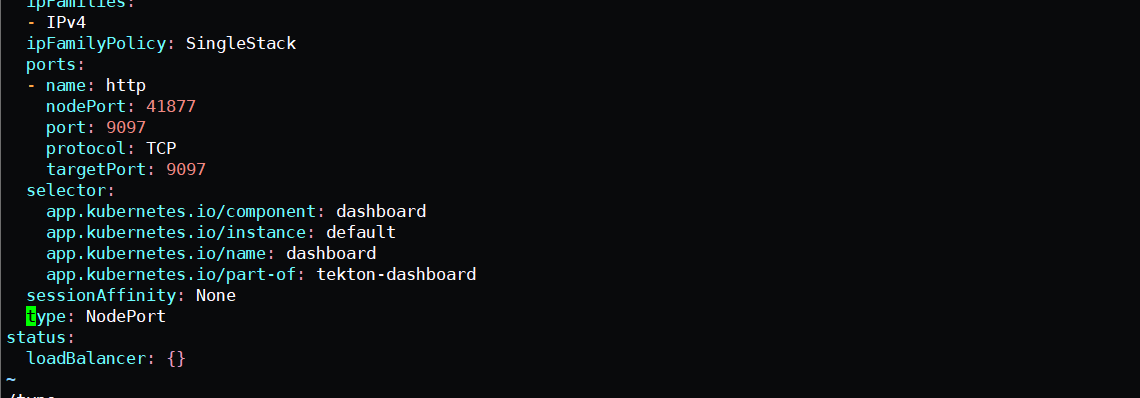 ipFamilies:
- IPv4
ipFamilyPolicy: SingleStack
ports:
- name: http
nodePort: 41877
port: 9097
protocol: TCP
targetPort: 9097
selector:
app.kubernetes.io/component: dashboard
app.kubernetes.io/instance: default
app.kubernetes.io/name: dashboard
app.kubernetes.io/part-of: tekton-dashboard
sessionAffinity: None
type: NodePort
status:
loadBalancer: {}
~
/type